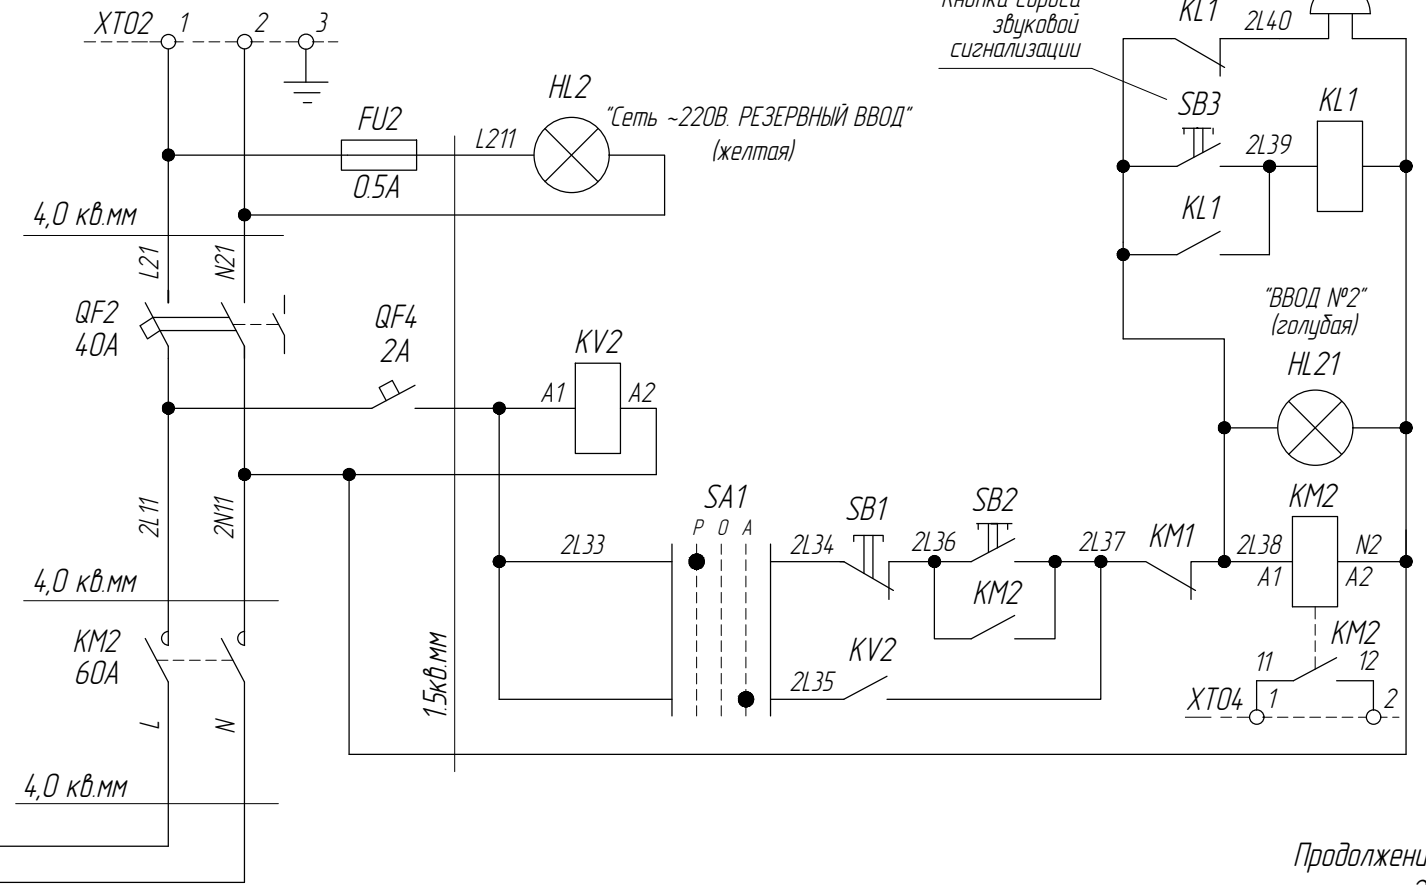 XT02 1 2 3
Кнопка сброса
звуковой
сигнализации
KL1
2L40
HL2
"Сеть ~220В. РЕЗЕРВНЫЙ ВВОД"
(желтая)
FU2
0.5A
L211
SB3
KL1
2L39
KL1
4,0 кв.мм
L21
N21
QF2
40A
QF4
2A
KV2
A1
A2
"ВВОД №2"
(голубая)
HL21
2L11
2N11
SA1
P O A
2L33
2L34
SB1
2L36
SB2
KM2
2L37
KM1
2L38
A1
KM2
N2
A2
4,0 кв.мм
KM2
60A
1.5кв.мм
2L35
KV2
KM2
11
12
XT04 1 2
L
N
4,0 кв.мм